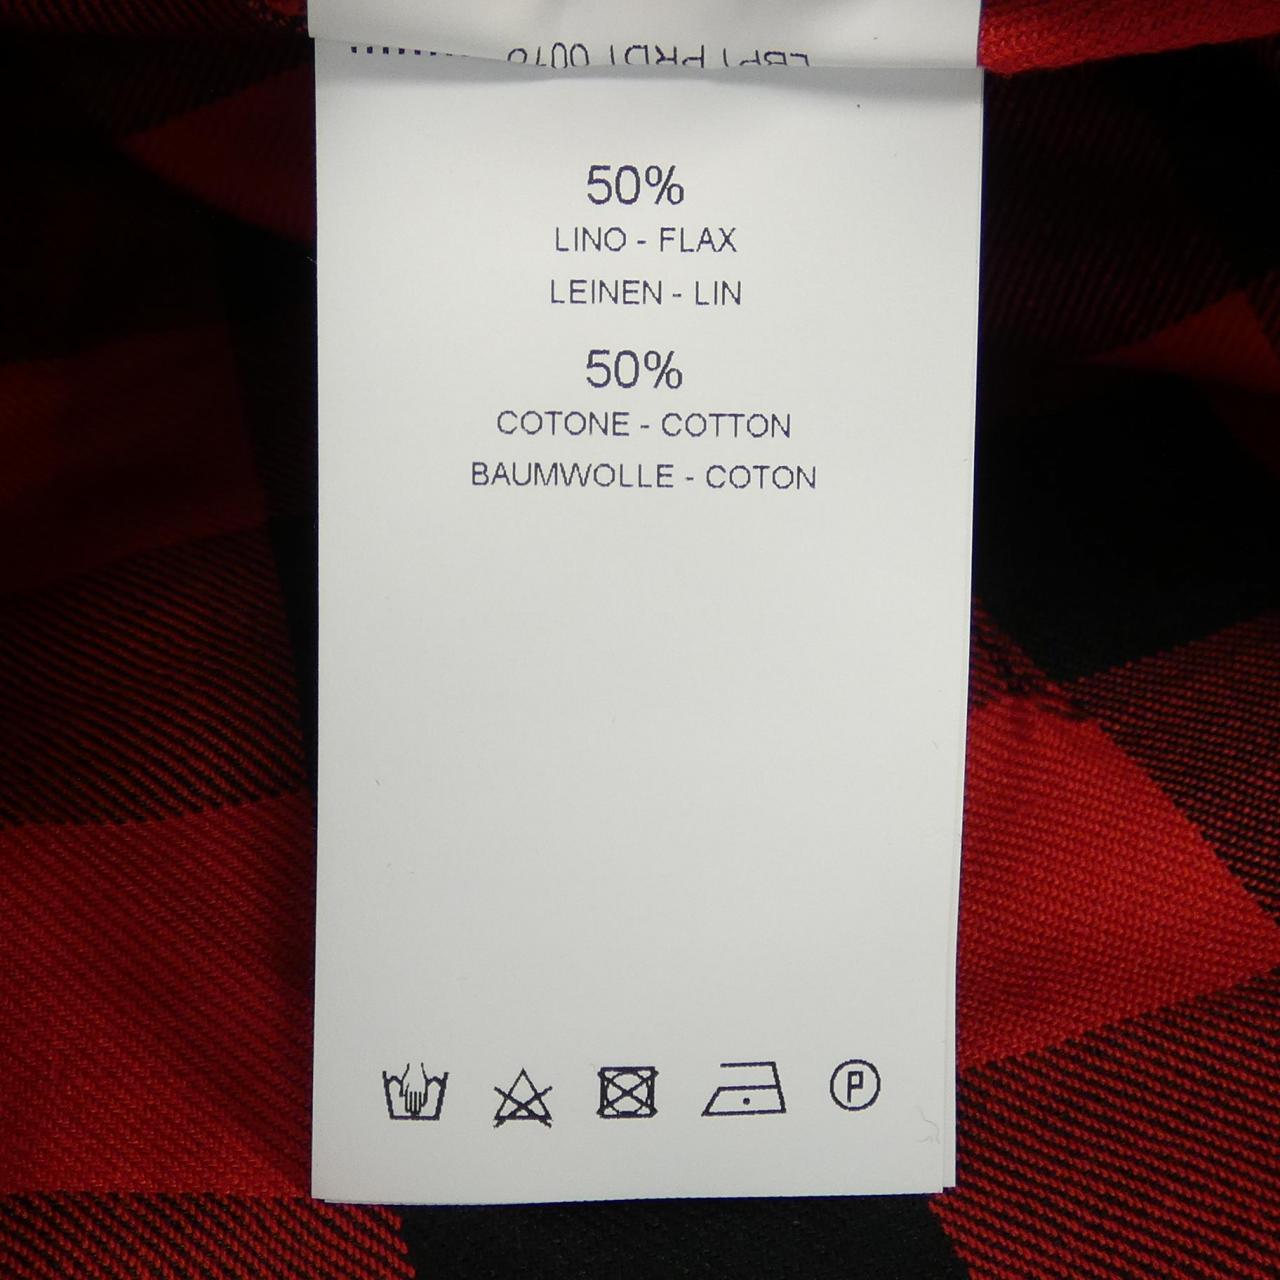 50%
LINO - FLAX
LEINEN - LIN
50%
COTONE - COTTON
BAUMWOLLE - COTON
P